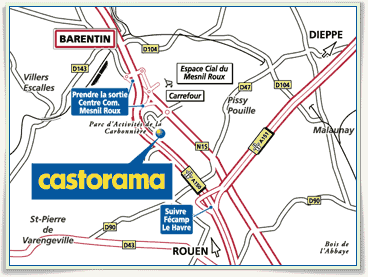 DIEPPE
BARENTIN
D104
Villers
Escalles
D143
Espace Cial du
Mesnil Roux
Prendre la sortie
Centre Com.
Mesnil Roux
Carrefour
D47
D104
Pissy
Pouille
Parc d'Activités de la
Carbonnière
Malaunay
N15
A151
castorama
A150
Suivre
Fécamp
Le Havre
St-Pierre
de
Varengeville
D90
D90
D43
ROUEN
Bois de
l'Abbaye